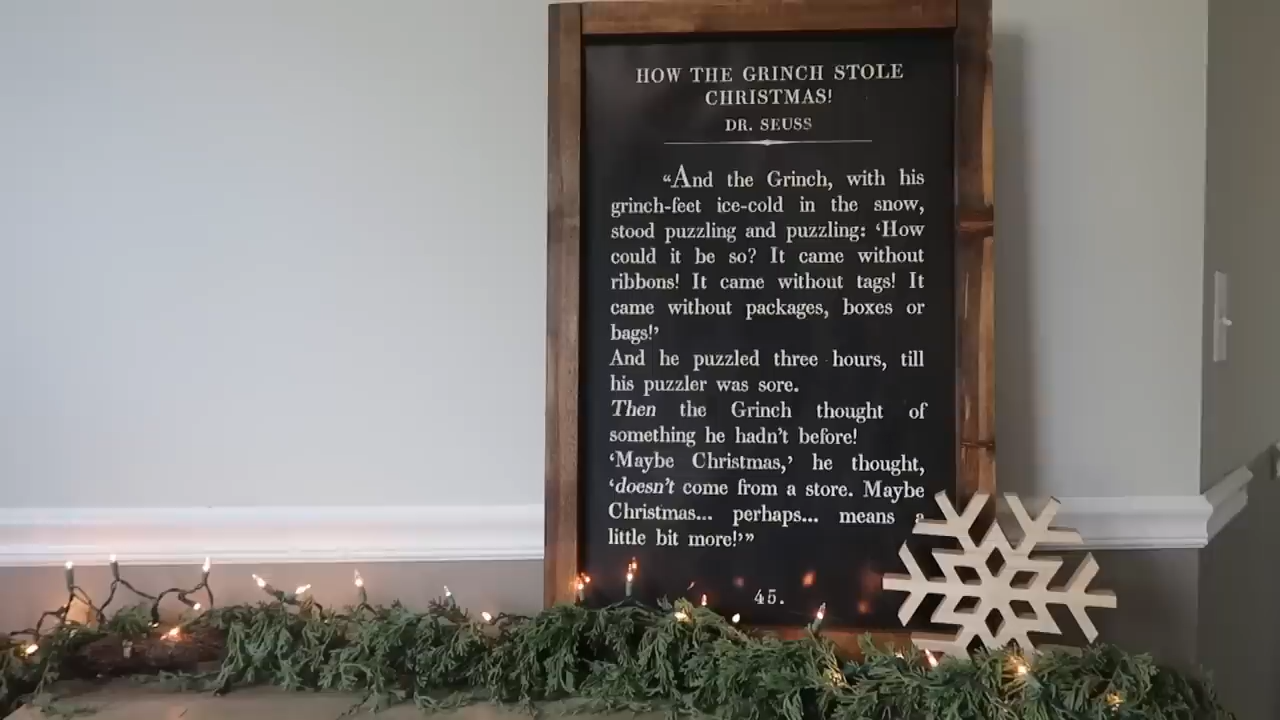 HOW THE GRINCH STOLE
CHRISTMAS!
DR. SEUSS
“And the Grinch, with his
grinch-feet ice-cold in the snow,
stood puzzling and puzzling: ‘How
could it be so? It came without
ribbons! It came without tags! It
came without packages, boxes or
bags!’
And he puzzled three hours, till
his puzzler was sore.
Then the Grinch thought of
something he hadn’t before!
‘Maybe Christmas,’ he thought,
‘doesn’t come from a store. Maybe
Christmas... perhaps... means a
little bit more!’”
45.